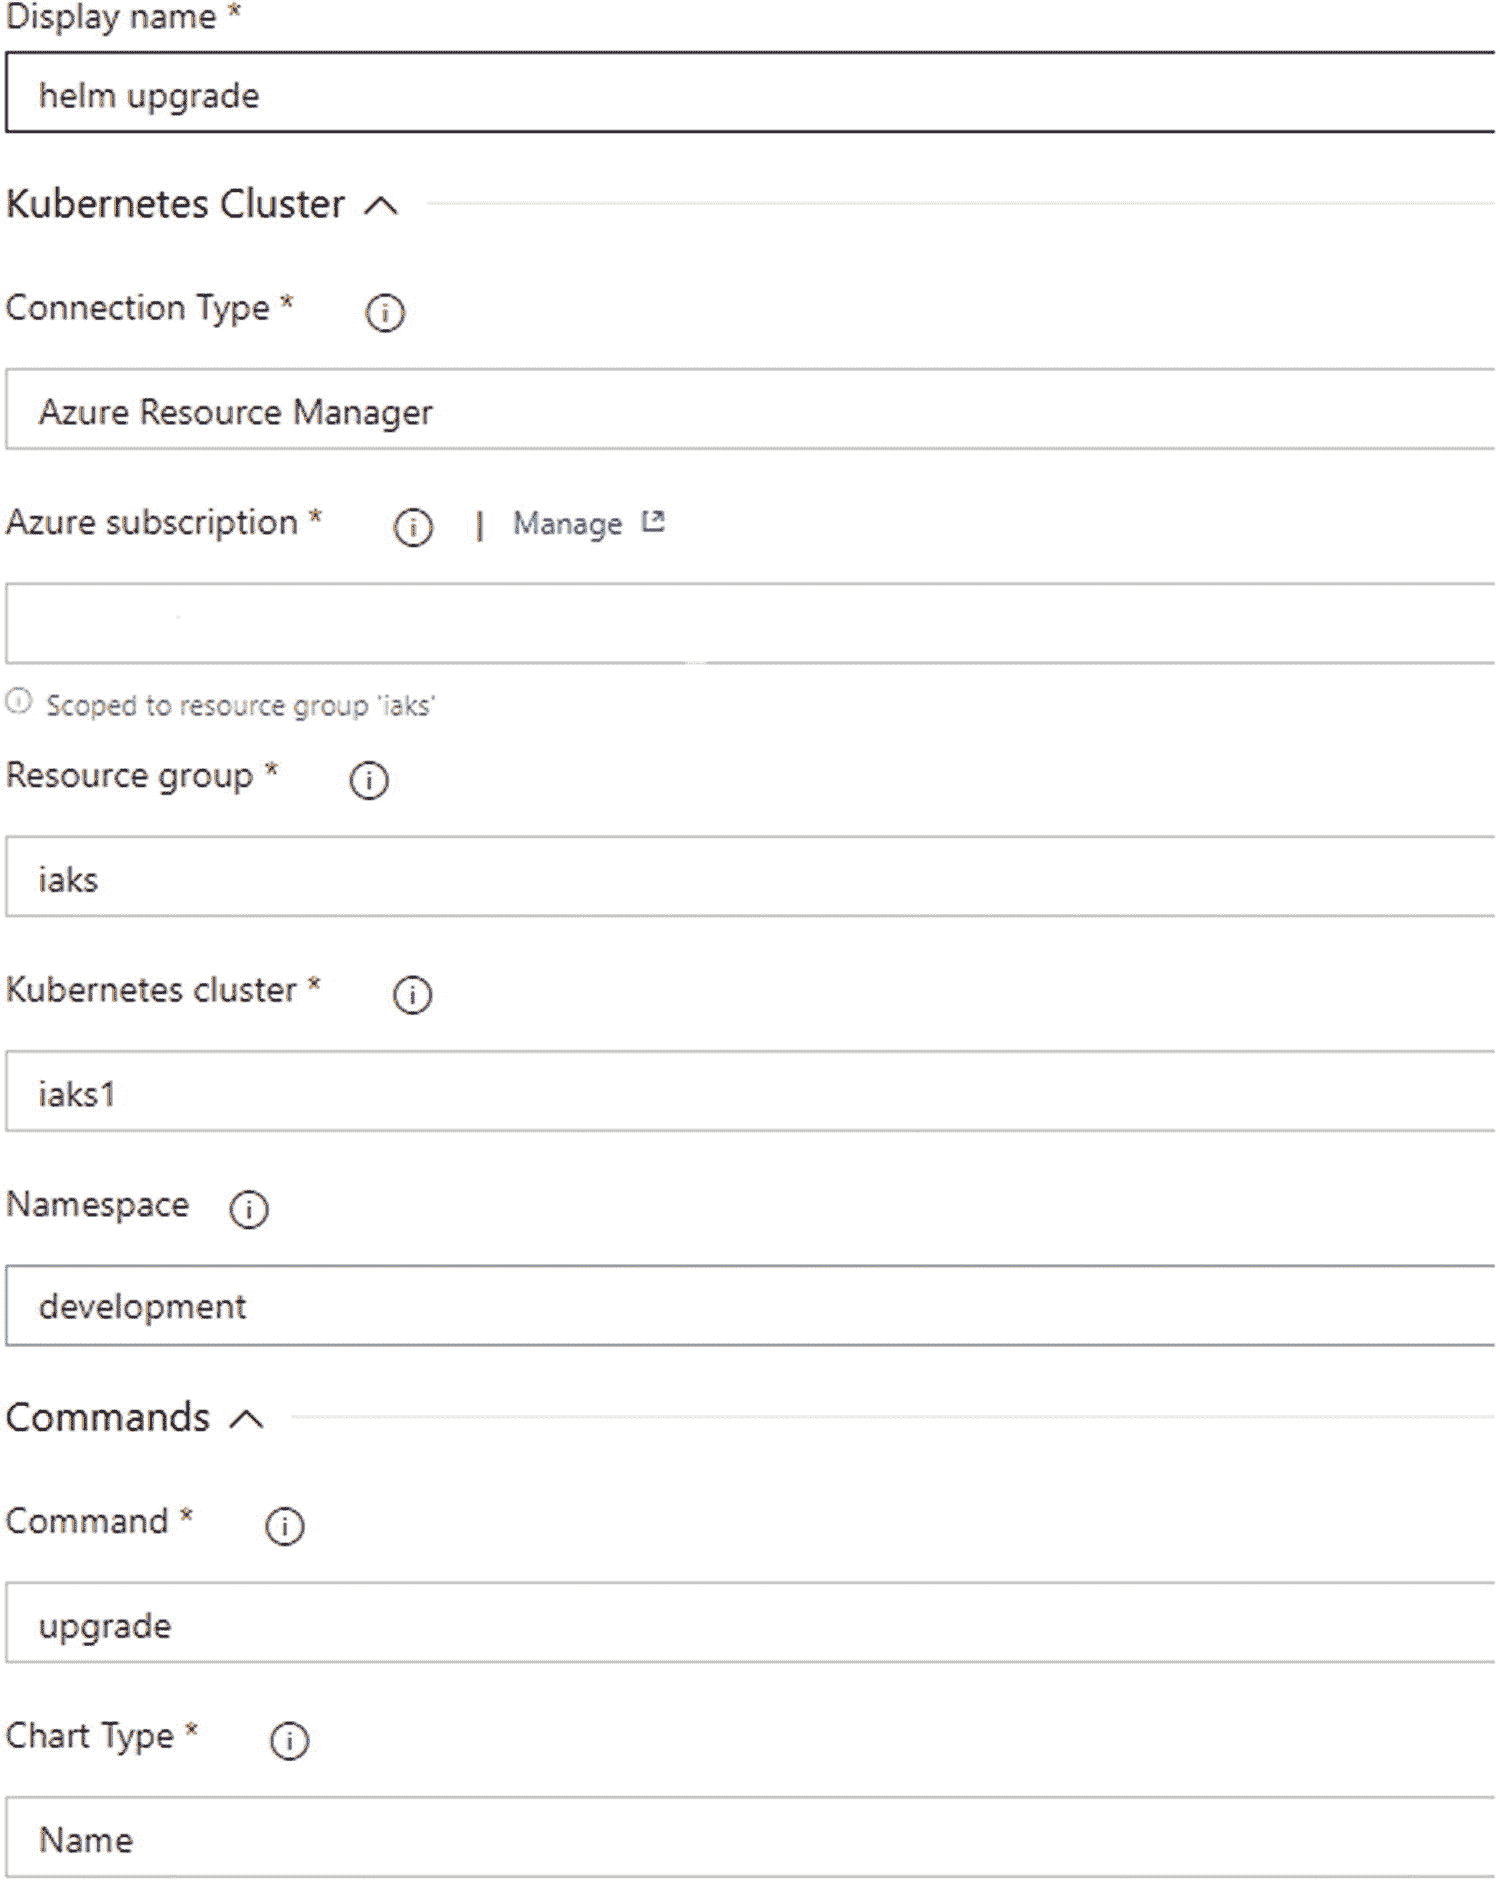 Display name *
helm upgrade
Kubernetes Cluster
Connection Type *
Azure Resource Manager
Azure subscription * | Manage
Scoped to resource group 'iaks'
Resource group *
iaks
Kubernetes cluster *
iaks1
Namespace
development
Commands
Command *
upgrade
Chart Type *
Name